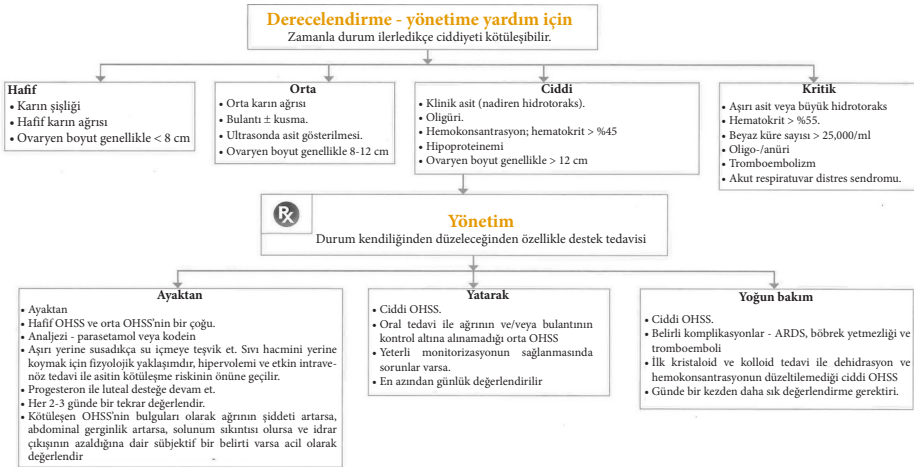 Derecelendirme - yönetime yardım için
Zamanla durum ilerledikçe ciddiyeti kötüleşibilir.
Hafif
• Karın şişliği
• Hafif karın ağrısı
• Ovaryen boyut genellikle < 8 cm
Orta
• Orta karın ağrısı
• Bulantı ± kusma.
• Ultrasonda asit gösterilmesi.
• Ovaryen boyut genellikle 8-12 cm
Ciddi
• Klinik asit (nadiren hidrotoraks).
• Oligüri.
• Hemokonsantrasyon; hematokrit > %45
• Hipoproteinemi
• Ovaryen boyut genellikle > 12 cm
Kritik
• Aşırı asit veya büyük hidrotoraks
• Hematokrit > %55.
• Beyaz küre sayısı > 25,000/ml
• Oligo-/anüri
• Tromboembolizm
• Akut respiratuvar distres sendromu.
Rx
Yönetim
Durum kendiliğinden düzeleceğinden özellikle destek tedavisi
Ayaktan
• Ayaktan
• Hafif OHSS ve orta OHSS'nin bir çoğu.
• Analjezi - parasetamol veya kodein
• Aşırı yerine susadıkça su içmeye teşvik et. Sıvı hacmini yerine
koymak için fizyolojik yaklaşımdır, hipervolemi ve etkin intrave-
nöz tedavi ile asitin kötüleşme riskinin önüne geçilir.
• Progesteron ile luteal desteğe devam et.
• Her 2-3 günde bir tekrar değerlendir.
• Kötüleşen OHSS'nin bulguları olarak ağrının şiddeti artarsa,
abdominal gerginlik artarsa, solunum sıkıntısı olursa ve idrar
çıkışının azaldığına dair sübjektif bir belirti varsa acil olarak
değerlendir
Yatarak
• Ciddi OHSS.
• Oral tedavi ile ağrının ve/veya bulantının
kontrol altına alınamadığı orta OHSS
• Yeterli monitorizasyonun sağlanmasında
sorunlar varsa.
• En azından günlük değerlendirilir
Yoğun bakım
• Ciddi OHSS.
• Belirli komplikasyonlar - ARDS, böbrek yetmezliği ve
tromboemboli
• İlk kristaloid ve kolloid tedavi ile dehidrasyon ve
hemokonsantrasyonun düzeltilemediği ciddi OHSS
• Günde bir kezden daha sık değerlendirme gerektiri.